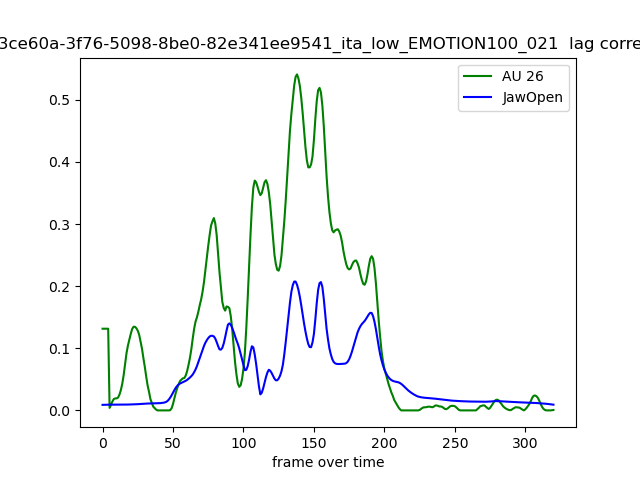 3ce60a-3f76-5098-8be0-82e341ee9541_ita_low_EMOTION100_021 lag corre
AU 26
JawOpen
0.5
0.4
0.3
0.2
0.1
0.0
0 50 100 150 200 250 300
frame over time